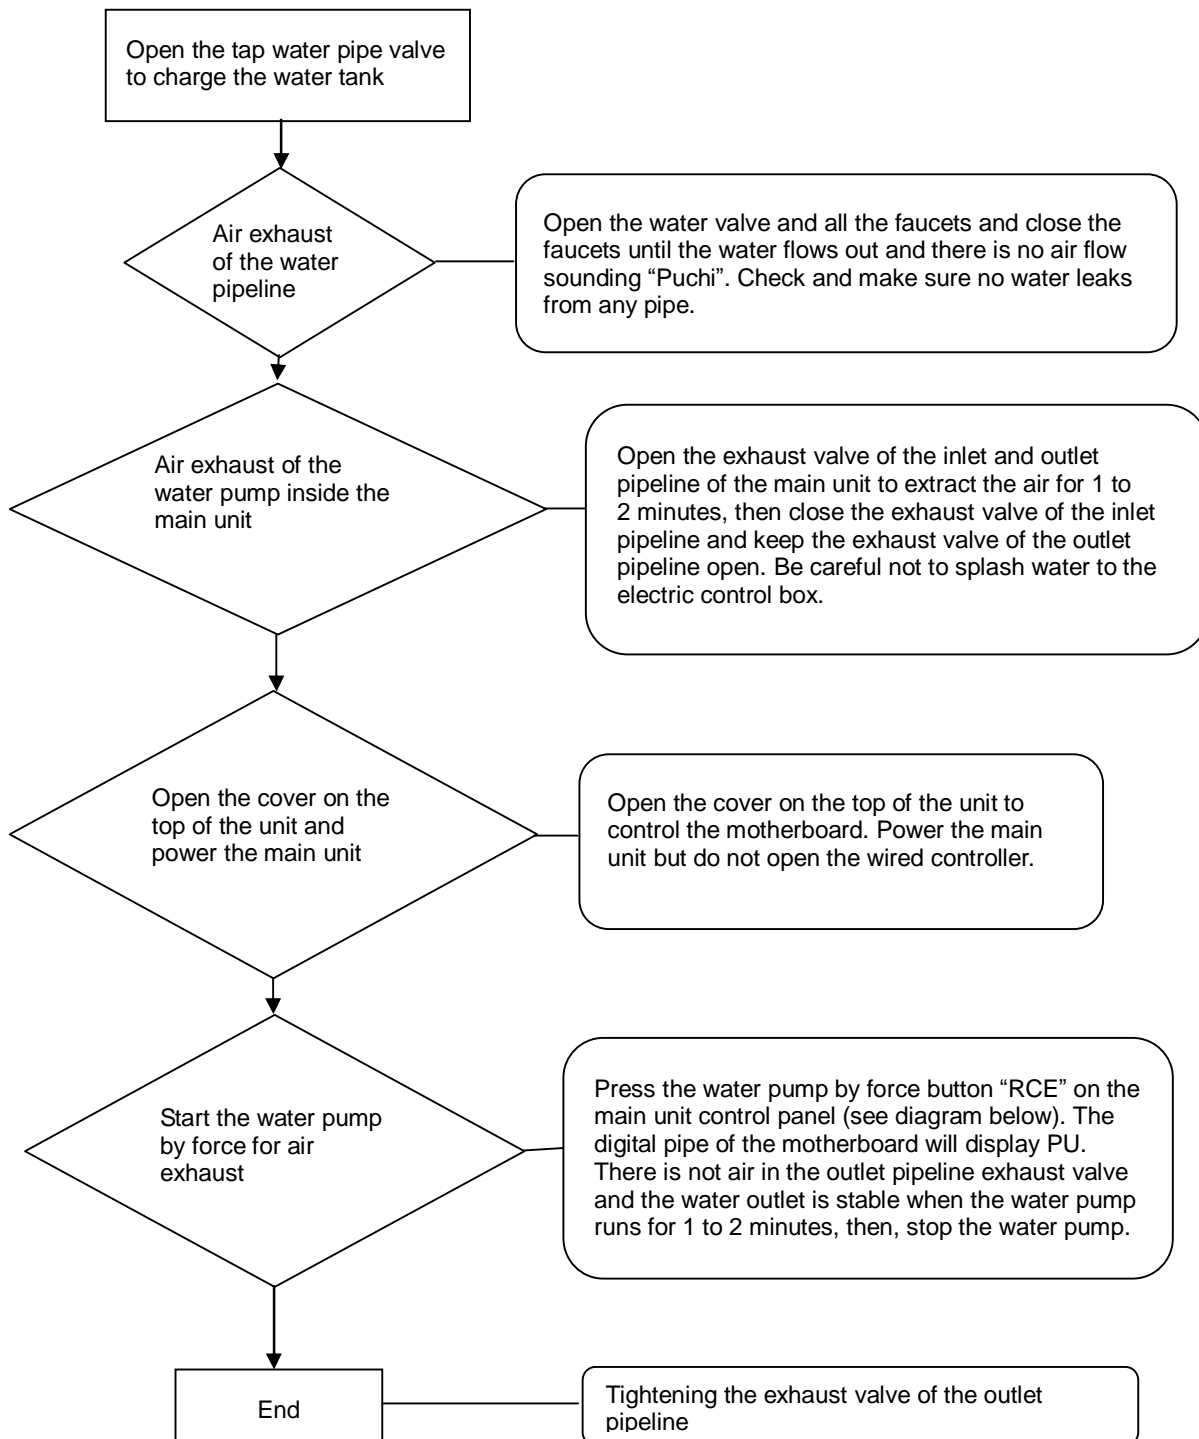 Open the tap water pipe valve
to charge the water tank
Air exhaust
of the water
pipeline
Open the water valve and all the faucets and close the
faucets until the water flows out and there is no air flow
sounding “Puchi”. Check and make sure no water leaks
from any pipe.
Air exhaust of the
water pump inside the
main unit
Open the exhaust valve of the inlet and outlet
pipeline of the main unit to extract the air for 1 to
2 minutes, then close the exhaust valve of the inlet
pipeline and keep the exhaust valve of the outlet
pipeline open. Be careful not to splash water to the
electric control box.
Open the cover on the
top of the unit and
power the main unit
Open the cover on the top of the unit to
control the motherboard. Power the main
unit but do not open the wired controller.
Start the water pump
by force for air
exhaust
Press the water pump by force button “RCE” on the
main unit control panel (see diagram below). The
digital pipe of the motherboard will display PU.
There is not air in the outlet pipeline exhaust valve
and the water outlet is stable when the water pump
runs for 1 to 2 minutes, then, stop the water pump.
End
Tightening the exhaust valve of the outlet
pipeline